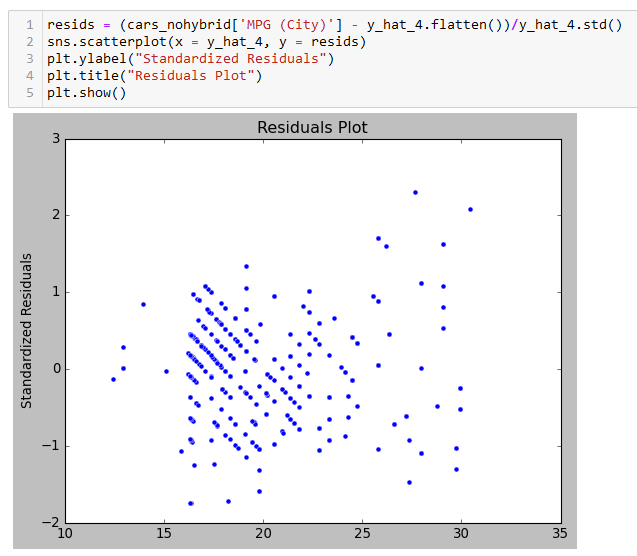 1 resids = (cars_nohybrid['MPG (City)'] - y_hat_4.flatten())/y_hat_4.std()
2 sns.scatterplot(x = y_hat_4, y = resids)
3 plt.ylabel("Standardized Residuals")
4 plt.title("Residuals Plot")
5 plt.show()
Residuals Plot
3
2
1
0
−1
−2
Standardized Residuals
10 15 20 25 30 35